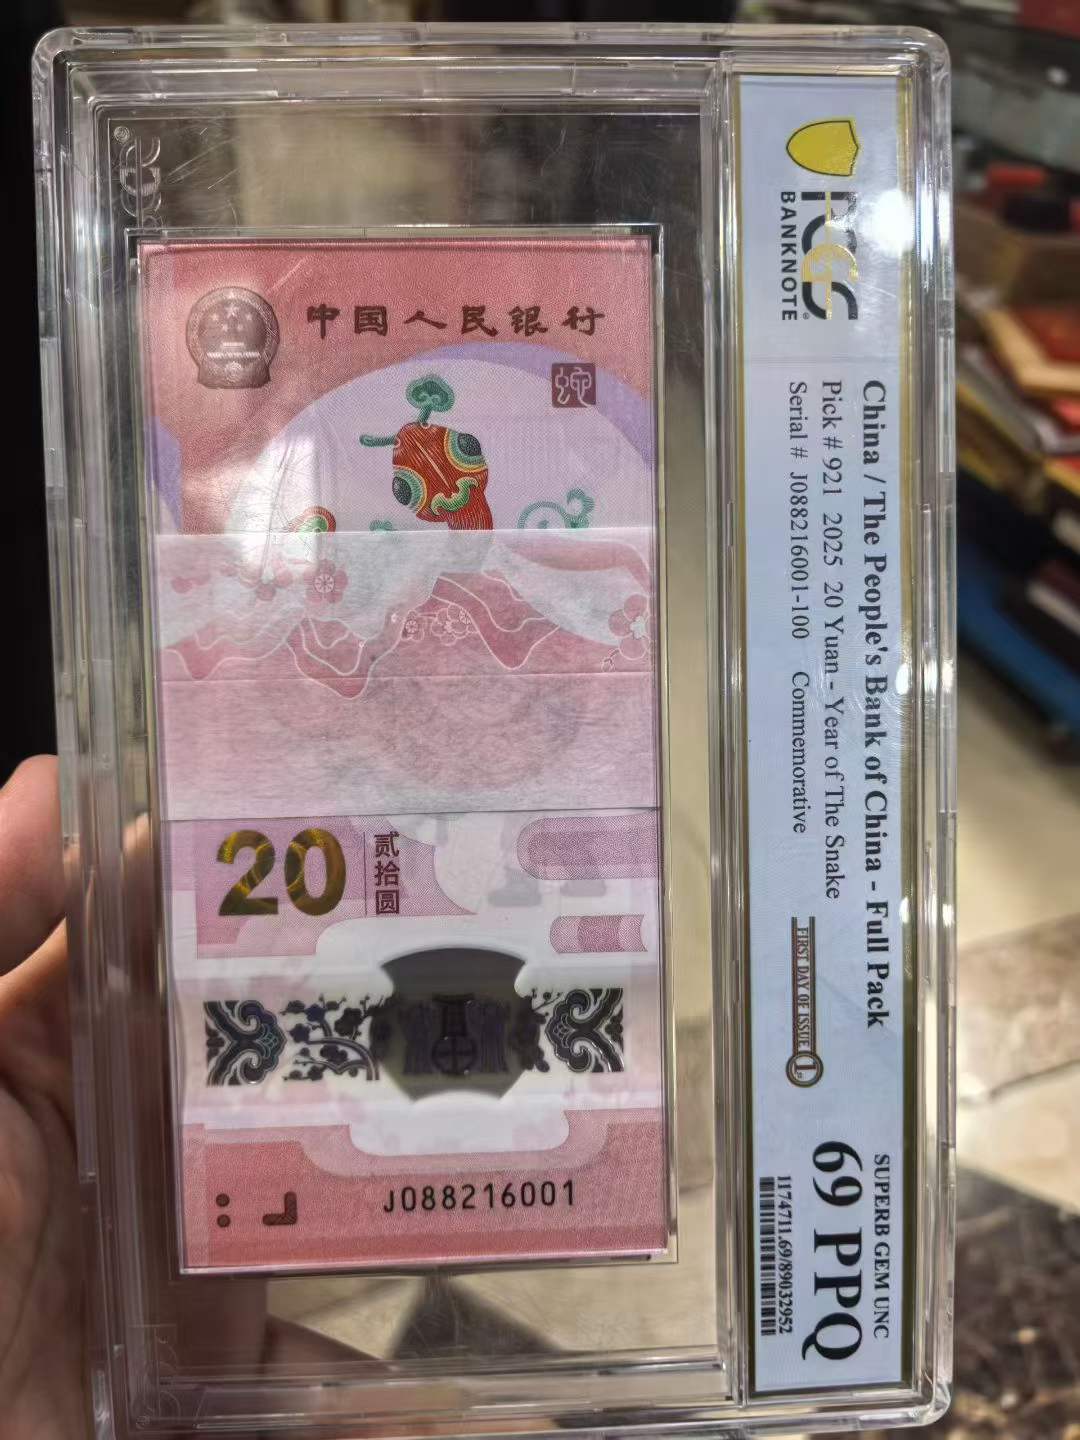 中国人民银行
蛇
20
贰拾圆
J088216001
PCGS
BANKNOTE
China / The People's Bank of China - Full Pack
Pick # 921 2025 20 Yuan - Year of The Snake
Serial # J088216001-100 Commemorative
FIRST DAY OF ISSUE
1
SUPERB GEM UNC
69 PPQ
1174711.69/89032952